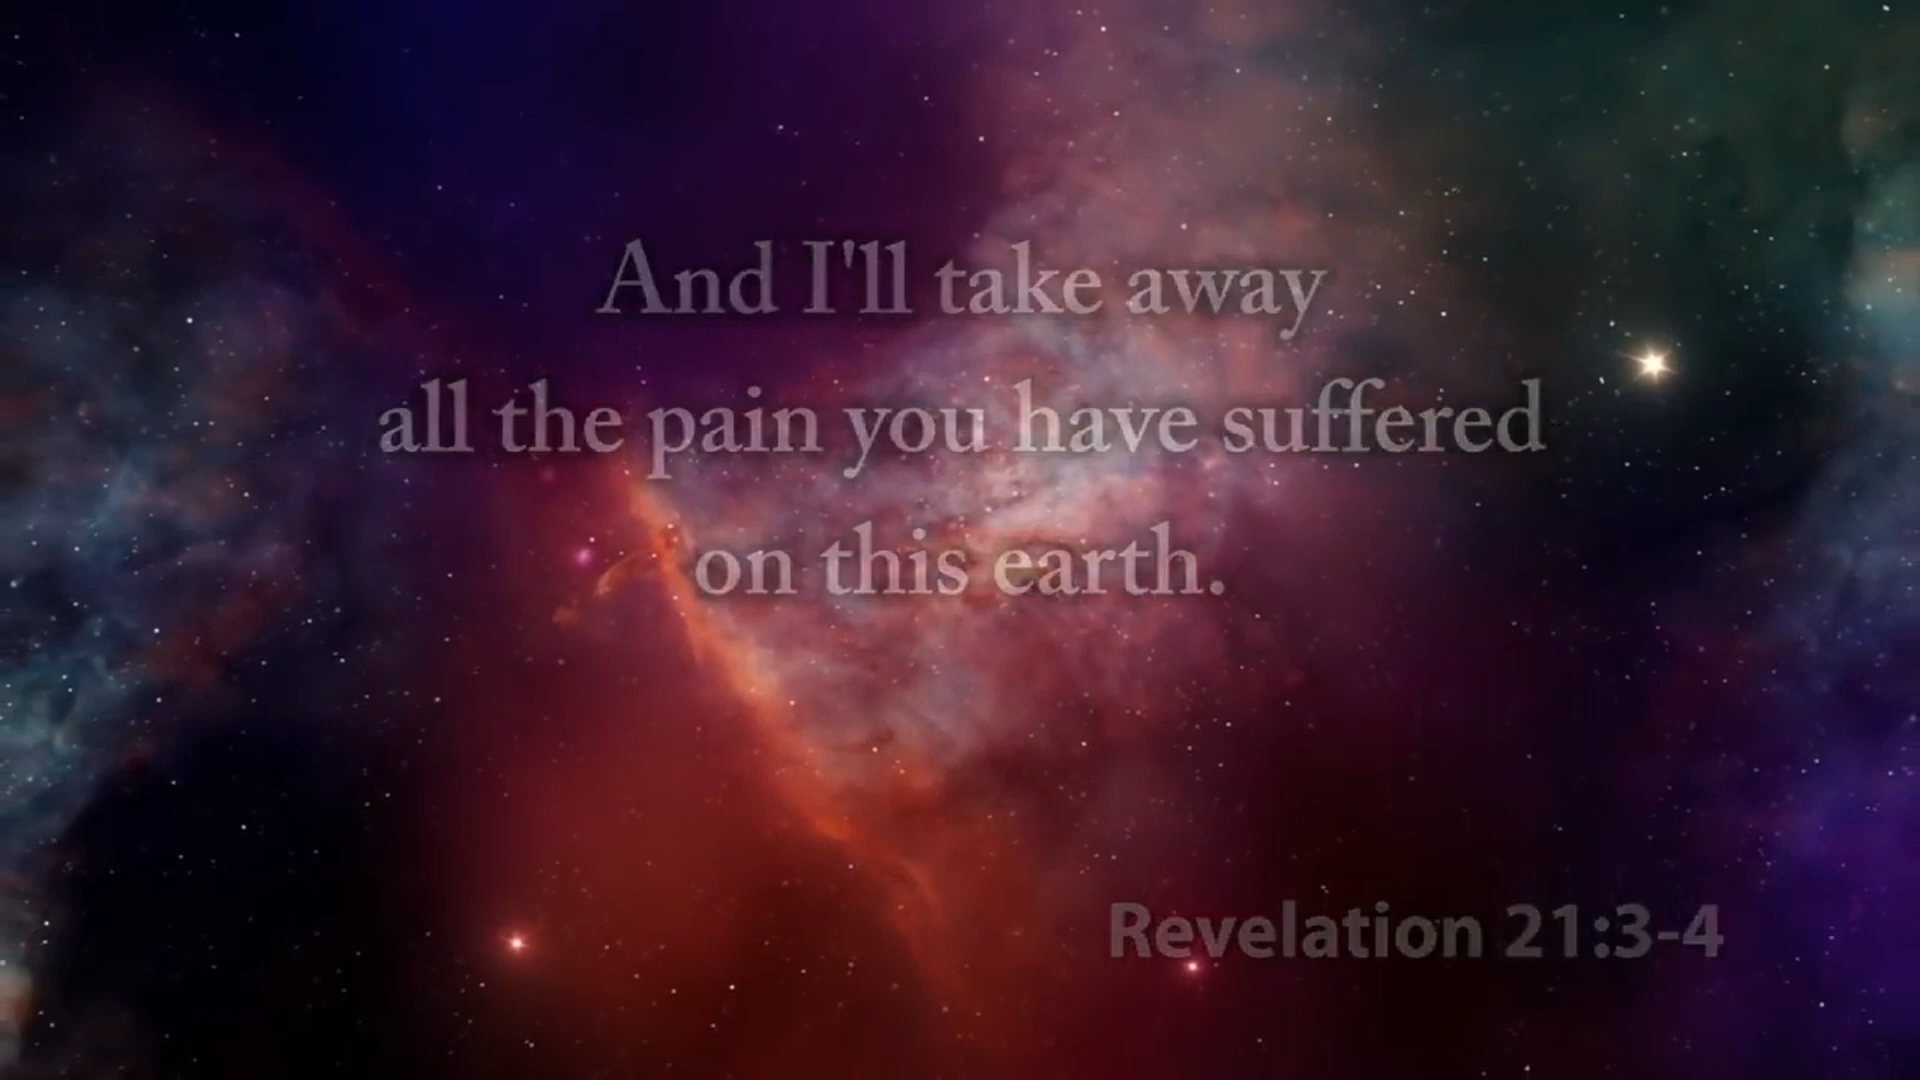 And I'll take away
all the pain you have suffered
on this earth.
Revelation 21:3-4